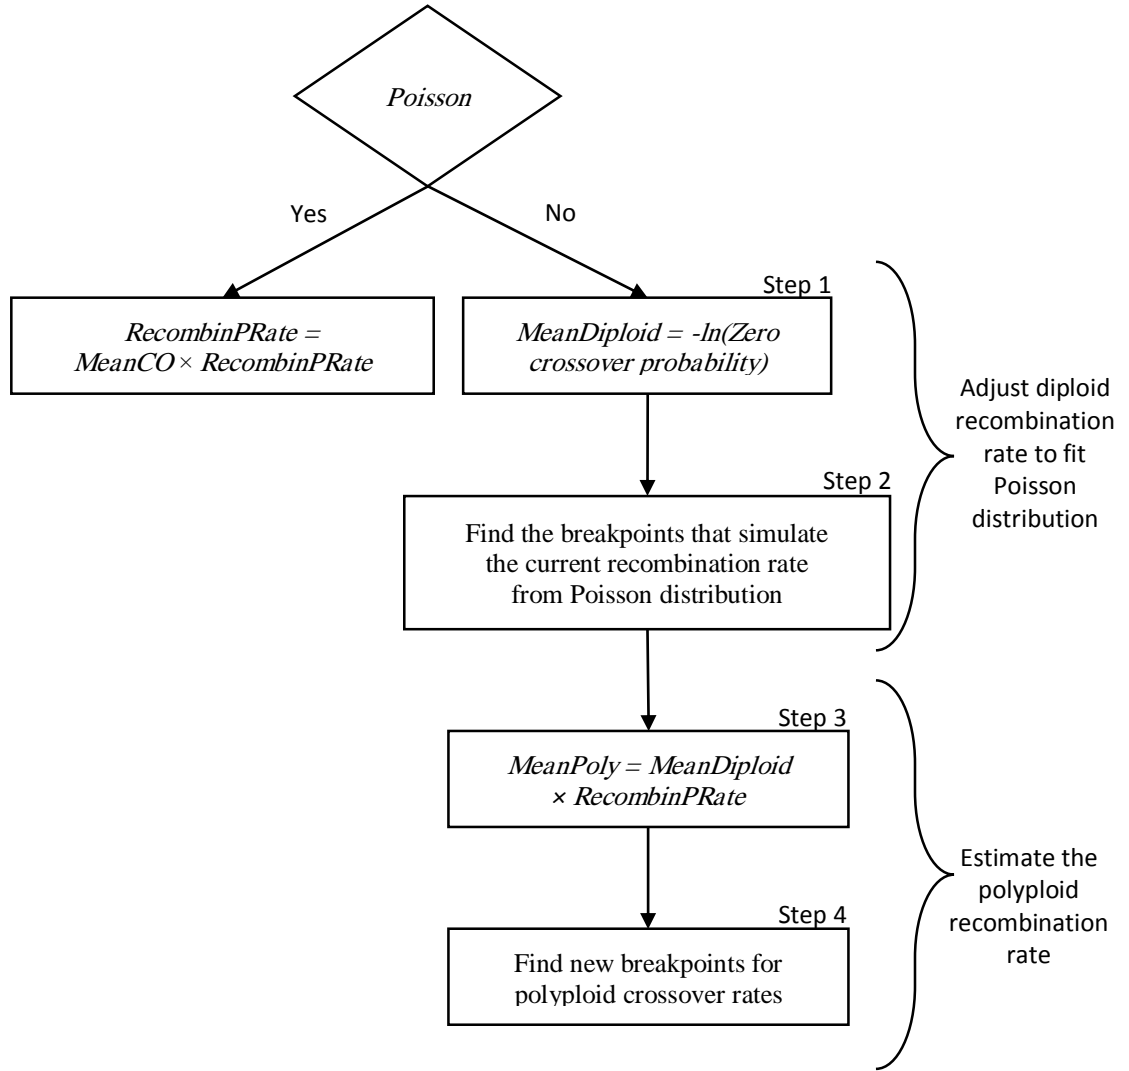 Poisson
Yes
No
RecombinPRate =
MeanCO × RecombinPRate
Step 1
MeanDiploid = -ln(Zero
crossover probability)
Step 2
Find the breakpoints that simulate
the current recombination rate
from Poisson distribution
Adjust diploid
recombination
rate to fit
Poisson
distribution
Step 3
MeanPoly = MeanDiploid
× RecombinPRate
Step 4
Find new breakpoints for
polyploid crossover rates
Estimate the
polyploid
recombination
rate